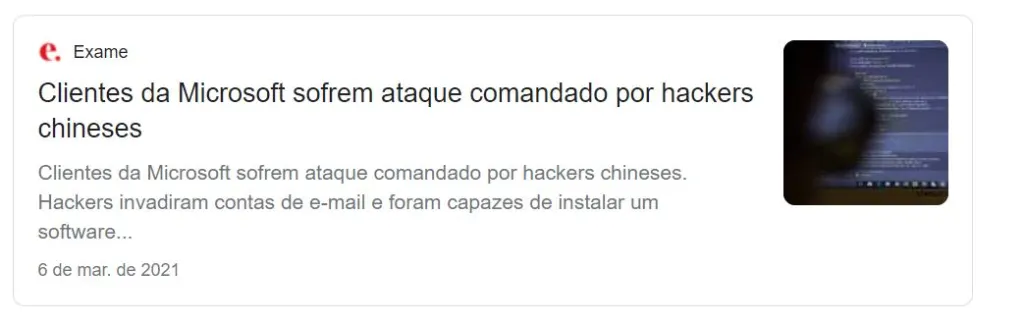 e. Exame
Clientes da Microsoft sofrem ataque comandado por hackers
chineses
Clientes da Microsoft sofrem ataque comandado por hackers chineses.
Hackers invadiram contas de e-mail e foram capazes de instalar um
software...
6 de mar. de 2021